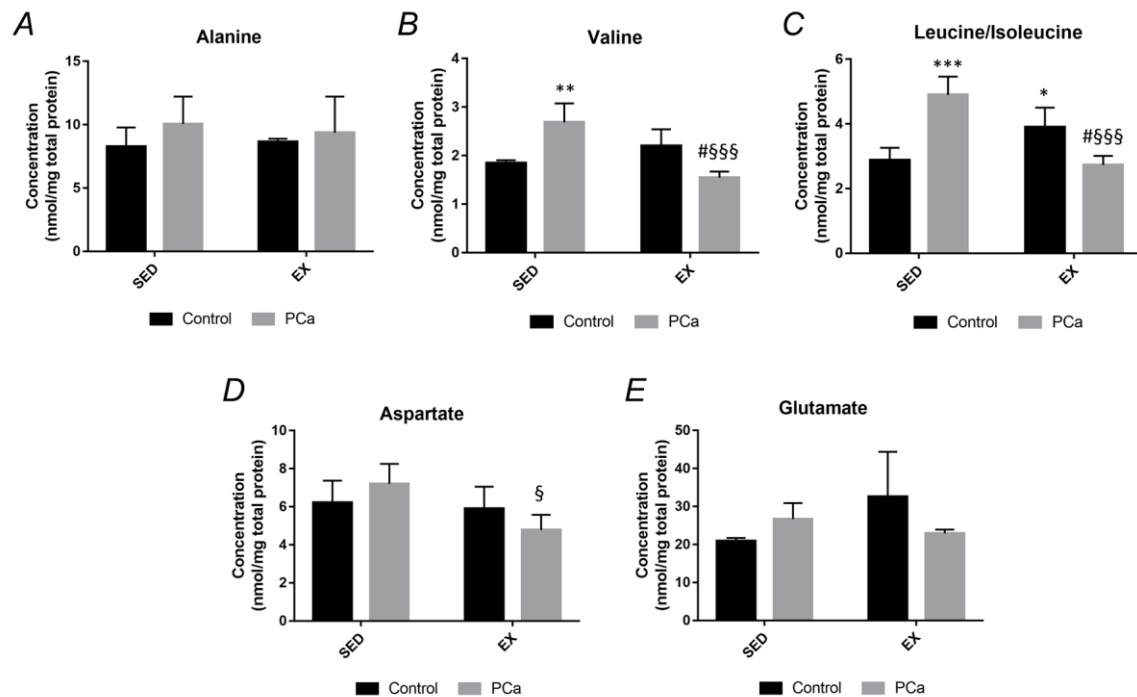 A
Alanine
Concentration
(nmol/mg total protein)
15
10
5
0
SED
EX
Control
PCa
B
Valine
Concentration
(nmol/mg total protein)
4
3
2
1
0
**
#§§§
SED
EX
Control
PCa
C
Leucine/Isoleucine
Concentration
(nmol/mg total protein)
6
4
2
0
***
*
#§§§
SED
EX
Control
PCa
D
Aspartate
Concentration
(nmol/mg total protein)
10
8
6
4
2
0
§
SED
EX
Control
PCa
E
Glutamate
Concentration
(nmol/mg total protein)
50
40
30
20
10
0
SED
EX
Control
PCa